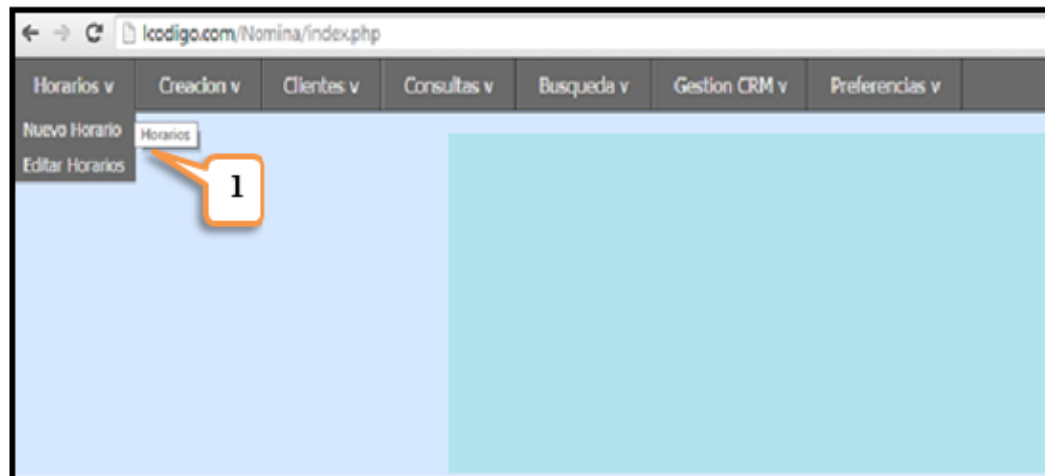 lcodigo.com/Nomina/index.php
Horarios v Creacion v Clientes v Consultas v Busqueda v Gestion CRM v Preferencias v
Nuevo Horario Horarios
Editar Horarios
1